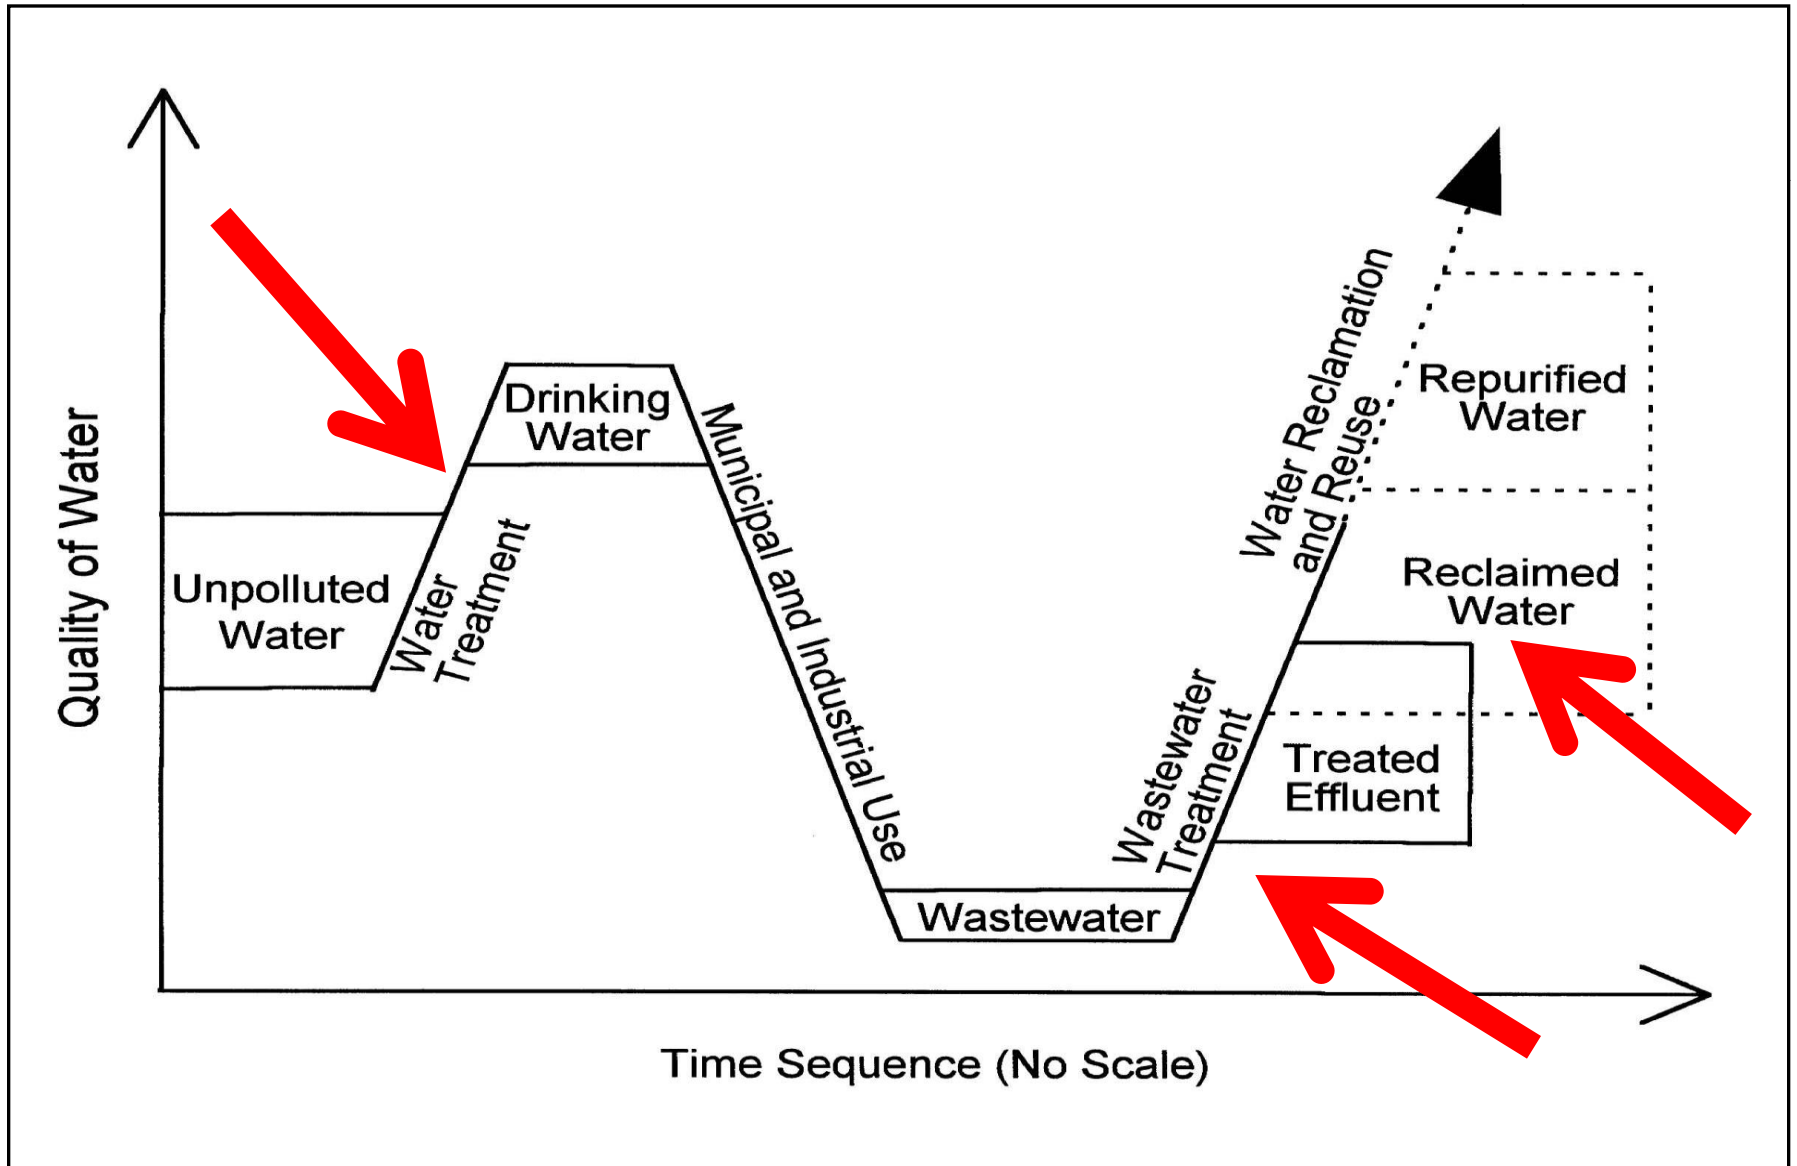 Quality of Water
Unpolluted
Water
Water
Treatment
Drinking
Water
Municipal and Industrial Use
Wastewater
Wastewater
Treatment
Water Reclamation
and Reuse
Repurified
Water
Reclaimed
Water
Treated
Effluent
Time Sequence (No Scale)